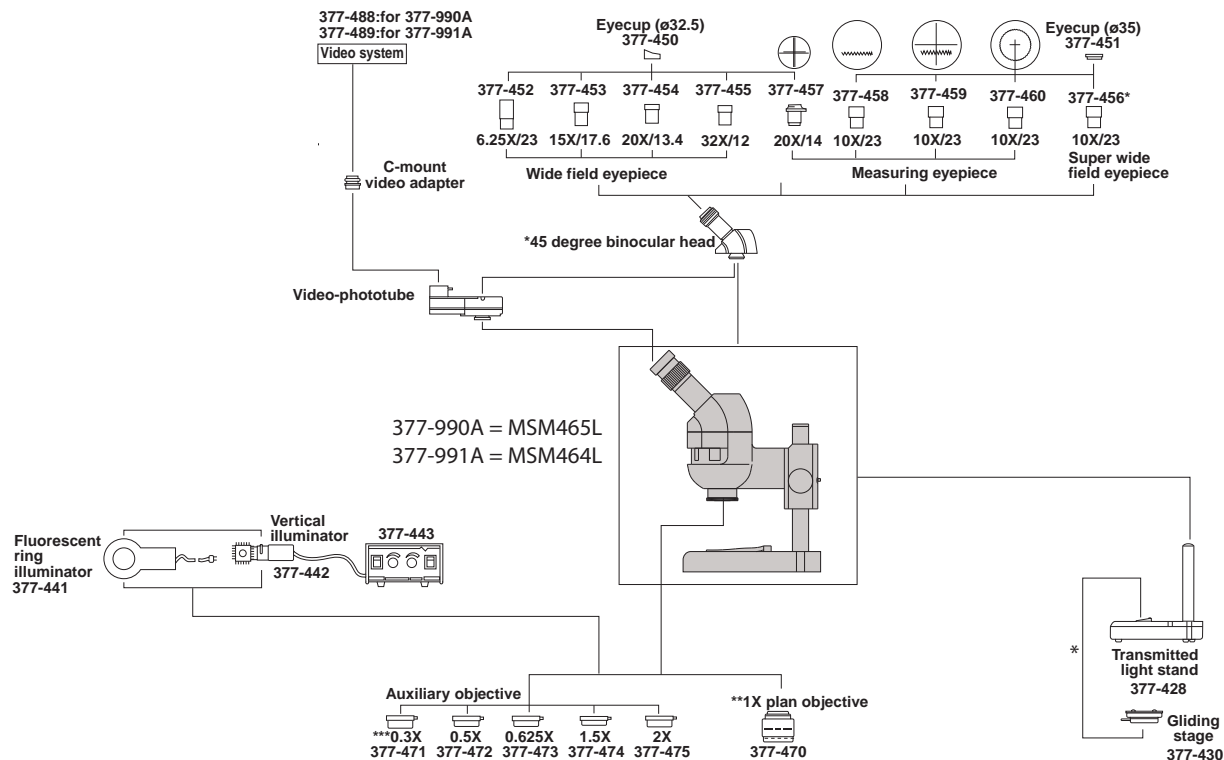 377-488:for 377-990A
377-489:for 377-991A
Video system
Eyecup (ø32.5)
377-450
Eyecup (ø35)
377-451
377-452
377-453
377-454
377-455
377-457
377-458
377-459
377-460
377-456*
6.25X/23
15X/17.6
20X/13.4
32X/12
20X/14
10X/23
10X/23
10X/23
10X/23
Wide field eyepiece
Measuring eyepiece
Super wide
field eyepiece
C-mount
video adapter
*45 degree binocular head
Video-phototube
377-990A = MSM465L
377-991A = MSM464L
Fluorescent
ring
illuminator
377-441
Vertical
illuminator
377-442
377-443
*
Transmitted
light stand
377-428
Gliding
stage
377-430
Auxiliary objective
***0.3X
377-471
0.5X
377-472
0.625X
377-473
1.5X
377-474
2X
377-475
**1X plan objective
377-470